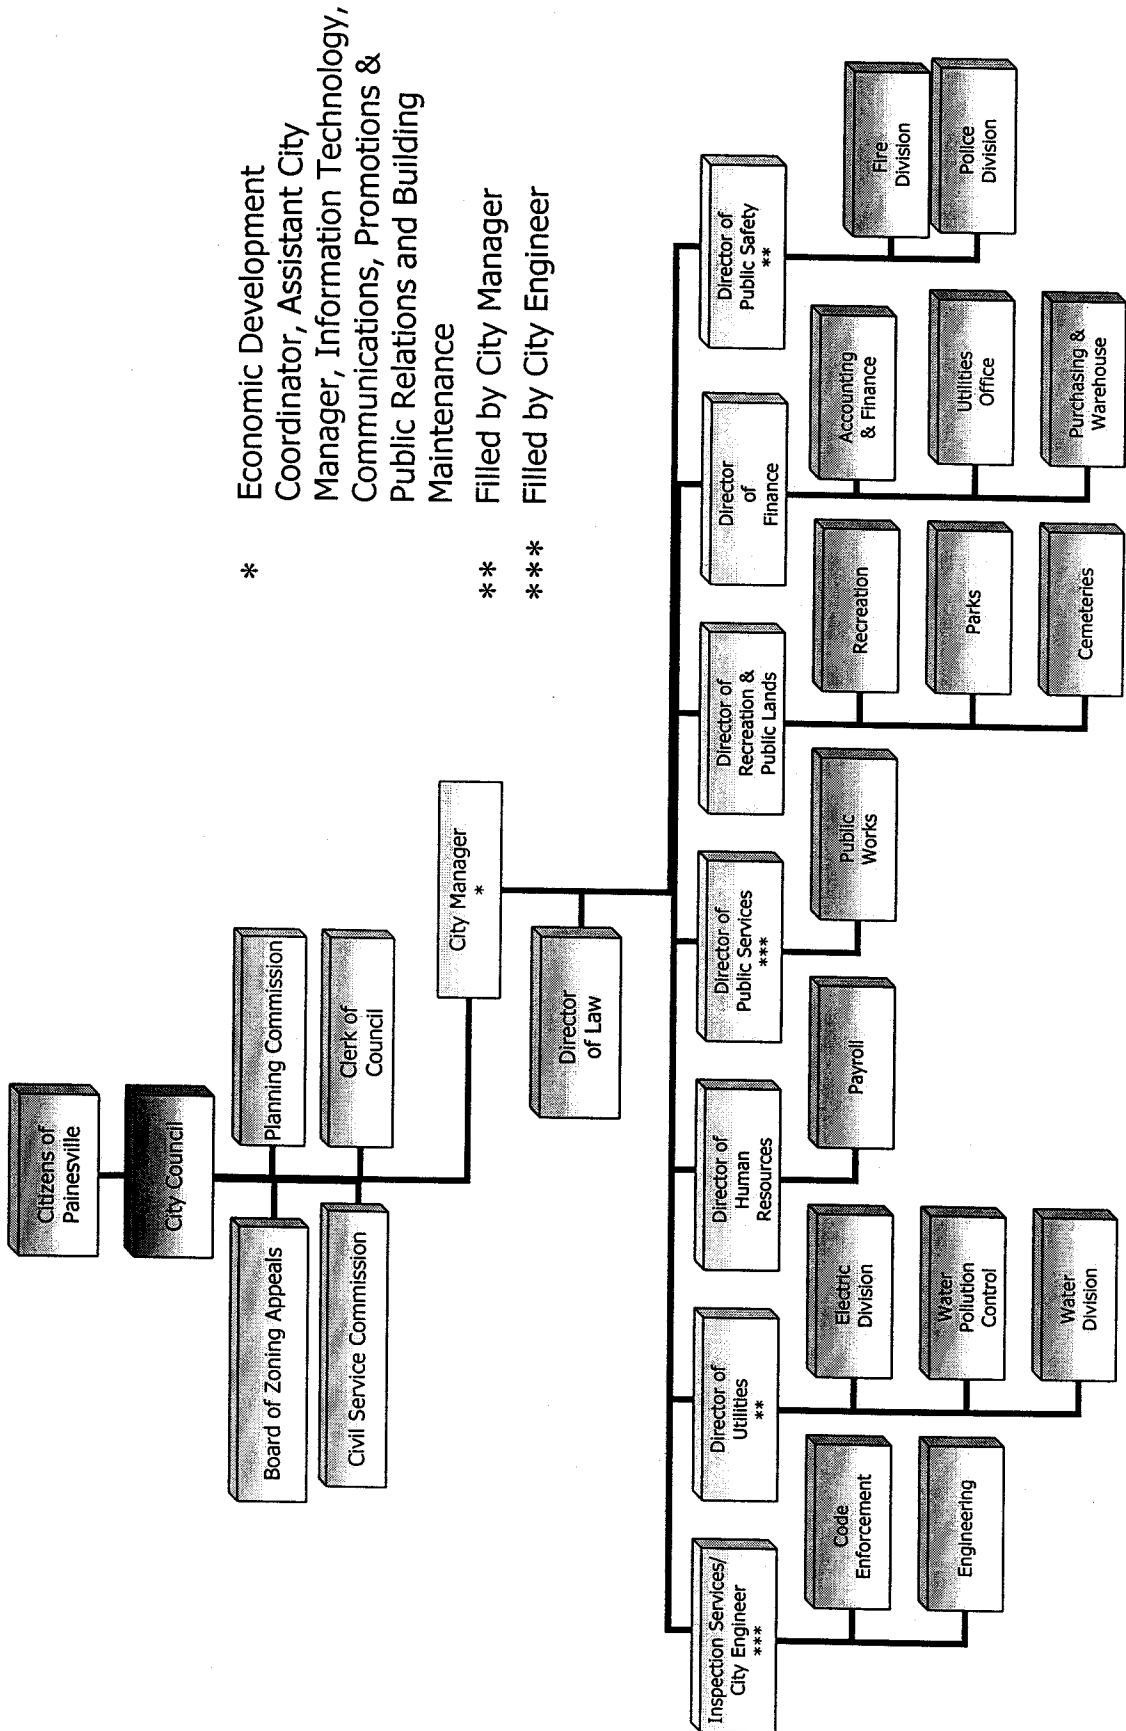 Citizens of
Painesville
City Council
Board of Zoning Appeals
Planning Commission
Civil Service Commission
Clerk of
Council
City Manager
*
Director
of Law
* Economic Development
Coordinator, Assistant City
Manager, Information Technology,
Communications, Promotions &
Public Relations and Building
Maintenance
** Filled by City Manager
*** Filled by City Engineer
Inspection Services/
City Engineer
***
Code
Enforcement
Engineering
Director of
Utilities
**
Electric
Division
Water
Pollution
Control
Water
Division
Director of
Human
Resources
Payroll
Director of
Public Services
***
Public
Works
Director of
Recreation &
Public Lands
Recreation
Parks
Cemeteries
Director
of
Finance
Accounting
& Finance
Utilities
Office
Purchasing &
Warehouse
Director of
Public Safety
**
Fire
Division
Police
Division